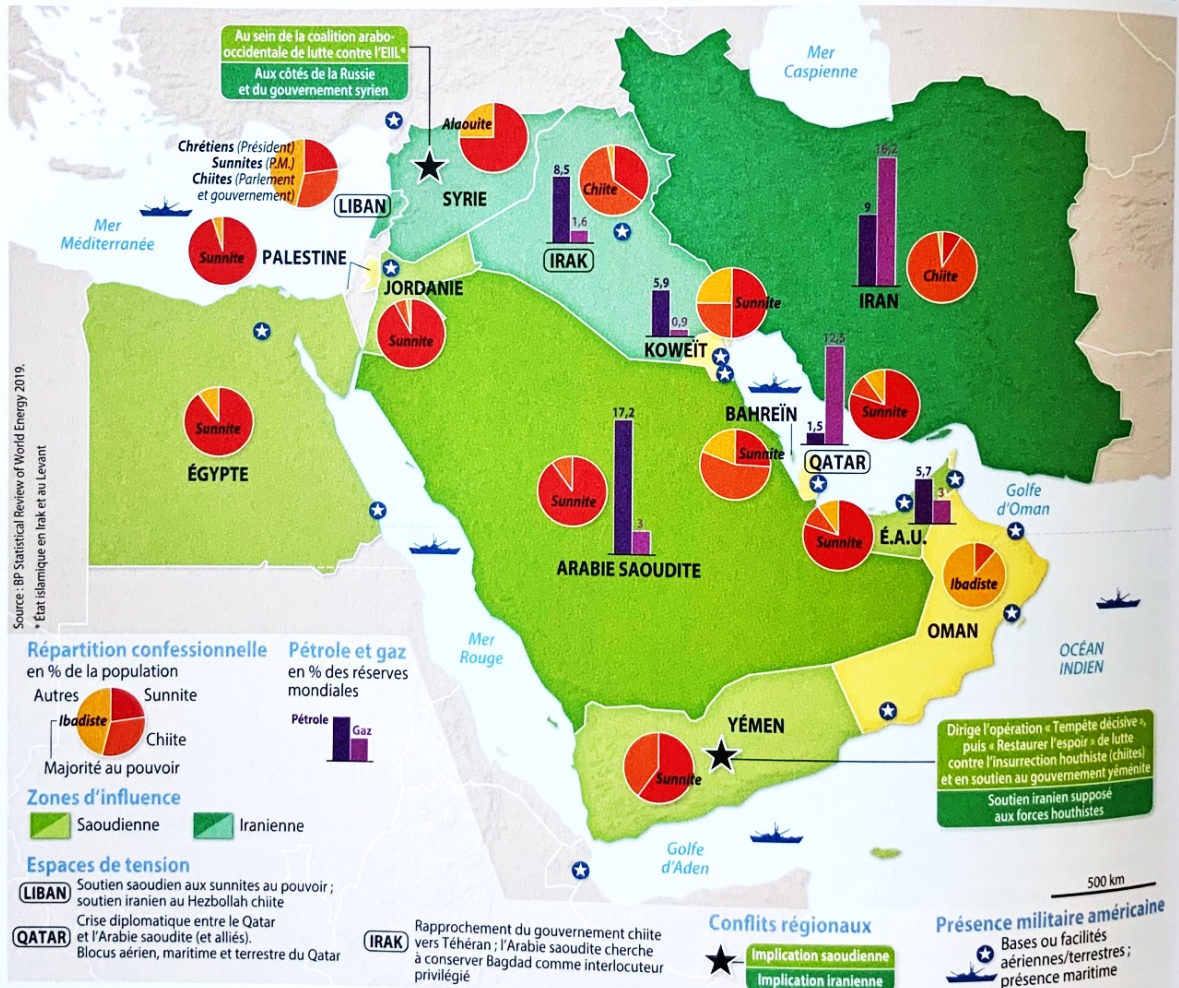 Au sein de la coalition arabo-
occidentale de lutte contre l'EIIL*
Aux côtés de la Russie
et du gouvernement syrien
Mer
Caspienne
Alaouite
Chrétiens (Président)
Sunnites (P.M.)
Chiites (Parlement
et gouvernement)
LIBAN
SYRIE
8,5
1,6
Chiite
IRAK
16,2
9
Chiite
IRAN
Mer
Méditerranée
Sunnite
PALESTINE
JORDANIE
Sunnite
5,9
0,9
Sunnite
KOWEÏT
12,5
1,5
Sunnite
BAHREÏN
Sunnite
QATAR
Sunnite
ÉGYPTE
17,2
3
Sunnite
ARABIE SAOUDITE
5,7
3
Sunnite
É.A.U.
Golfe
d'Oman
Ibadiste
OMAN
OCÉAN
INDIEN
Mer
Rouge
YÉMEN
Sunnite
Dirige l'opération « Tempête décisive »,
puis « Restaurer l'espoir » de lutte
contre l'insurrection houthiste (chiites)
et en soutien au gouvernement yéménite
Soutien iranien supposé
aux forces houthistes
Golfe
d'Aden
500 km
Source : BP Statistical Review of World Energy 2019.
* État islamique en Irak et au Levant
Répartition confessionnelle
en % de la population
Autres
Sunnite
Ibadiste
Chiite
Majorité au pouvoir
Pétrole et gaz
en % des réserves
mondiales
Pétrole
Gaz
Zones d'influence
Saoudienne
Iranienne
Espaces de tension
LIBAN
Soutien saoudien aux sunnites au pouvoir ;
soutien iranien au Hezbollah chiite
QATAR
Crise diplomatique entre le Qatar
et l'Arabie saoudite (et alliés).
Blocus aérien, maritime et terrestre du Qatar
IRAK
Rapprochement du gouvernement chiite
vers Téhéran ; l'Arabie saoudite cherche
à conserver Bagdad comme interlocuteur
privilégié
Conflits régionaux
Implication saoudienne
Implication iranienne
Présence militaire américaine
Bases ou facilités
aériennes/terrestres ;
présence maritime